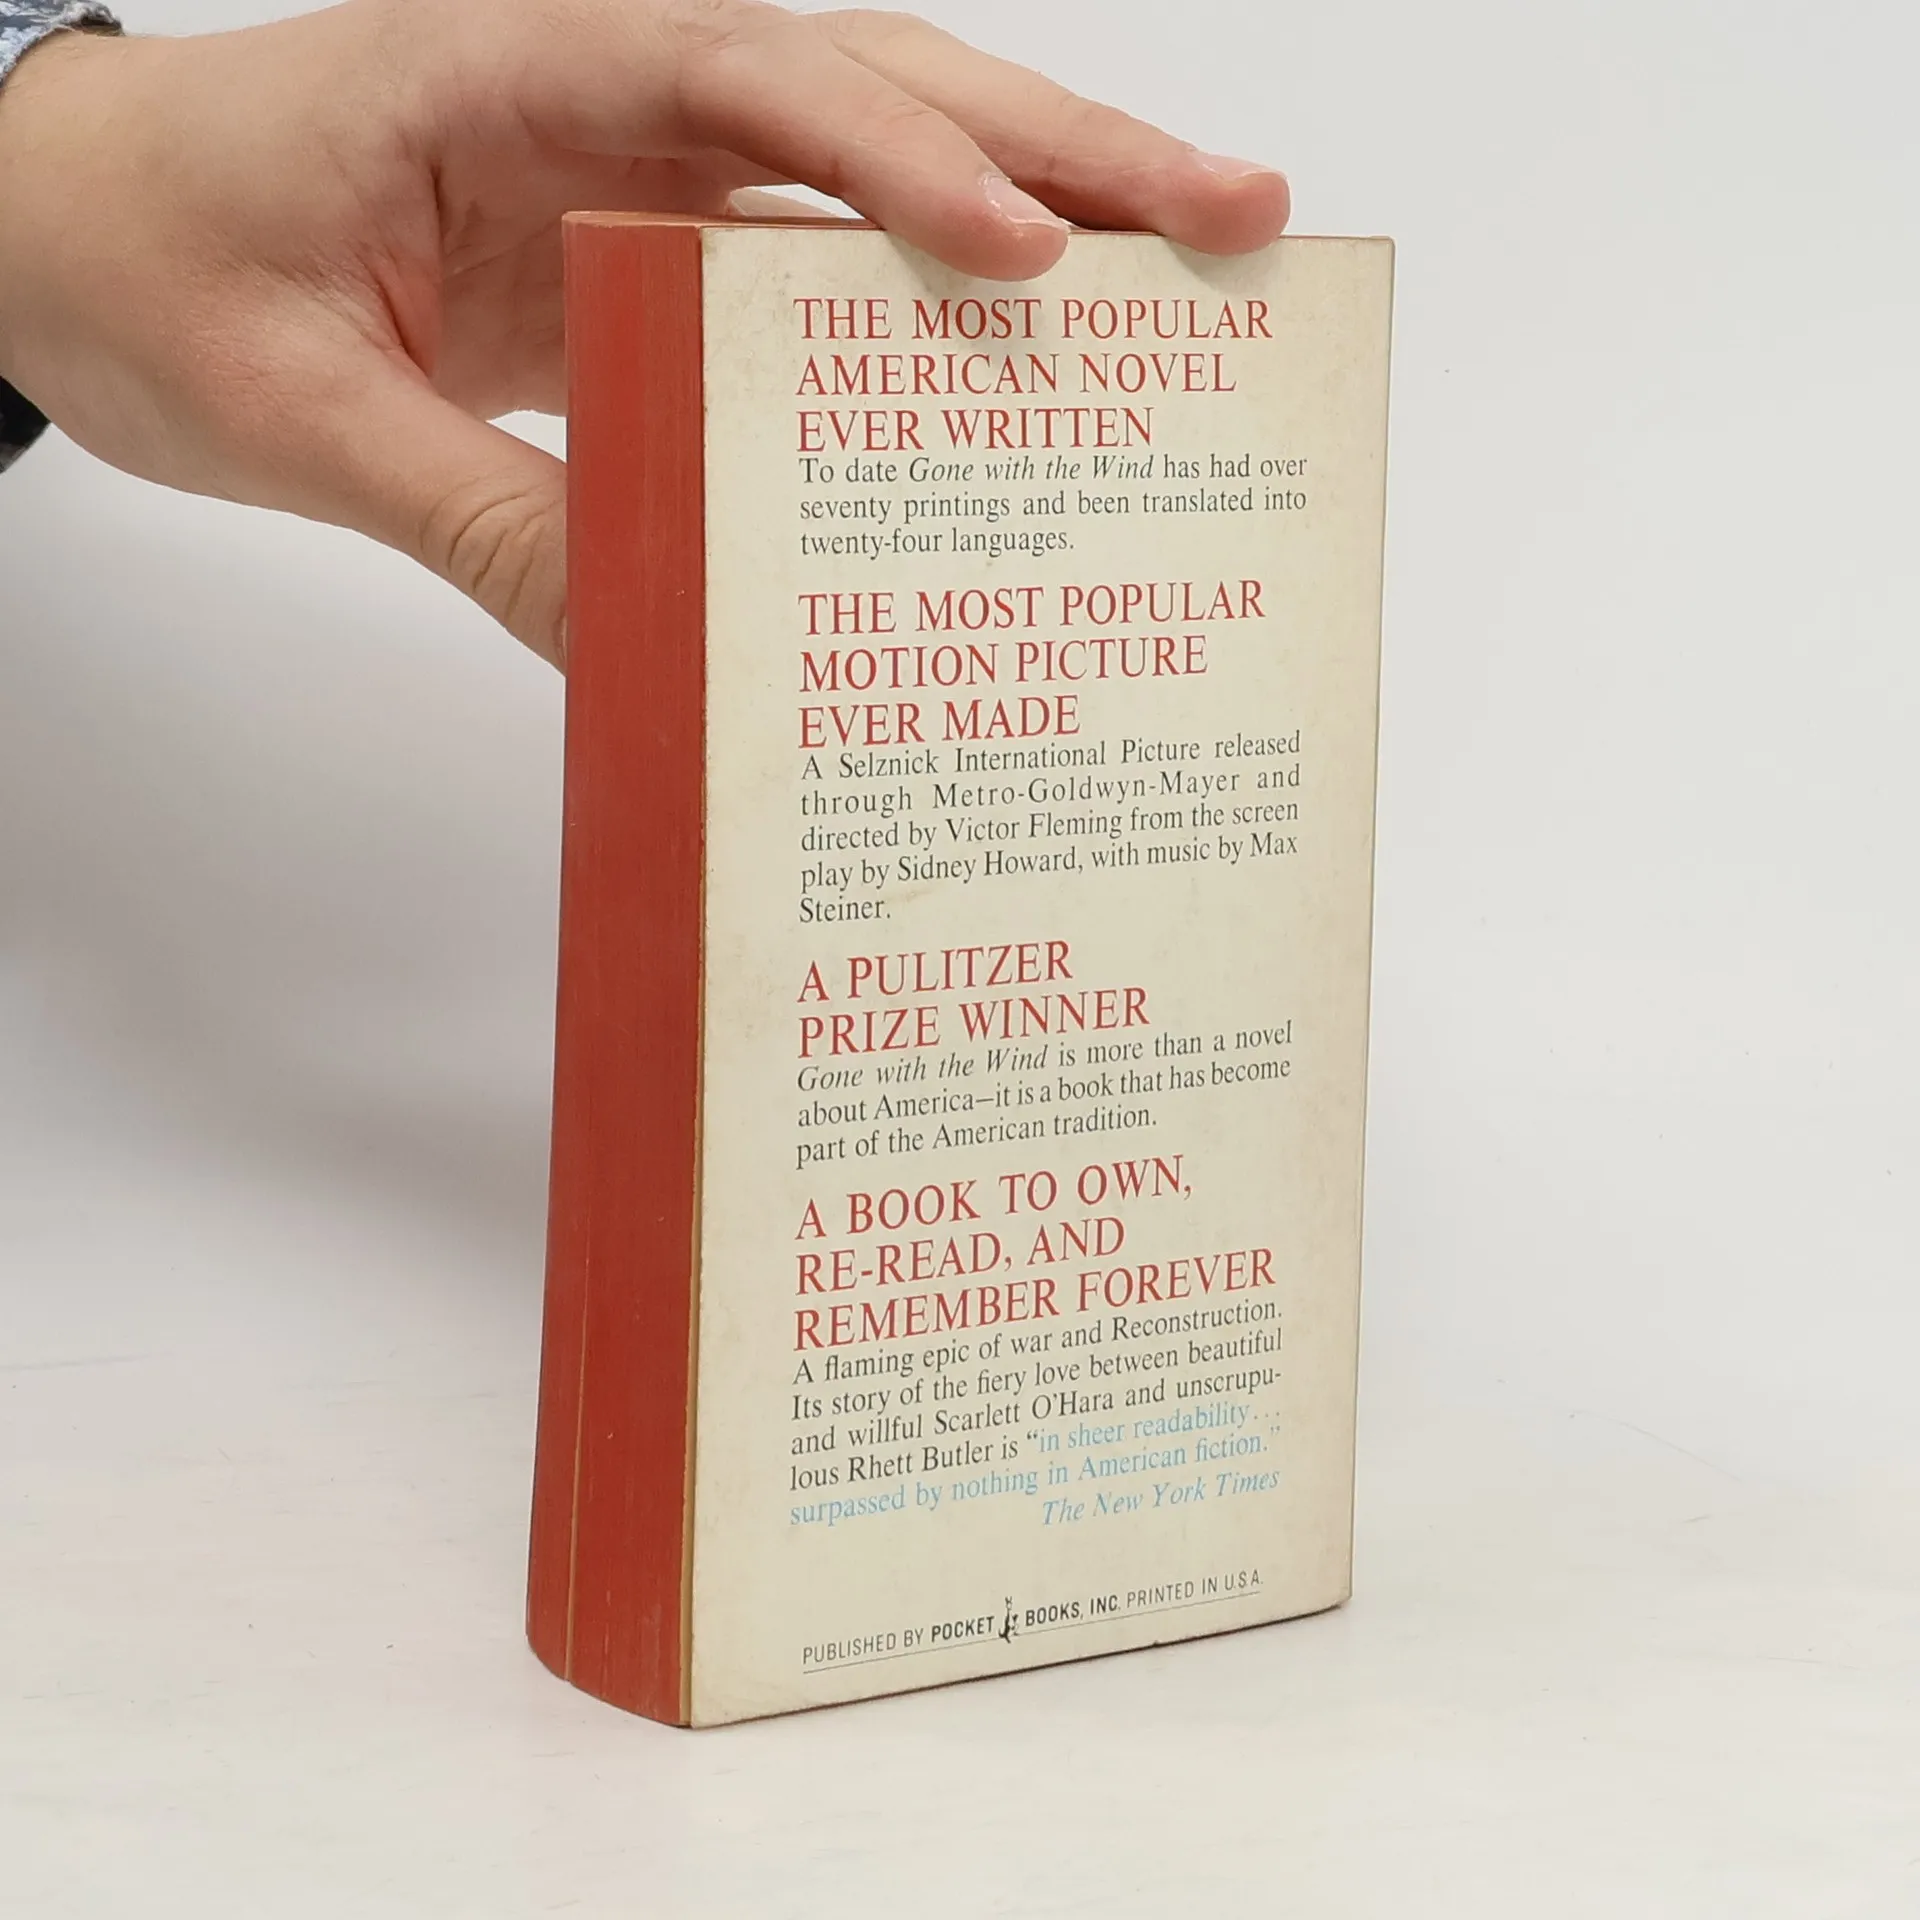 THE MOST POPULAR
AMERICAN NOVEL
EVER WRITTEN
To date Gone with the Wind has had over
seventy printings and been translated into
twenty-four languages.
THE MOST POPULAR
MOTION PICTURE
EVER MADE
A Selznick International Picture released
through Metro-Goldwyn-Mayer and
directed by Victor Fleming from the screen
play by Sidney Howard, with music by Max
Steiner.
A PULITZER
PRIZE WINNER
Gone with the Wind is more than a novel
about America—it is a book that has become
part of the American tradition.
A BOOK TO OWN,
RE-READ, AND
REMEMBER FOREVER
A flaming epic of war and Reconstruction.
Its story of the fiery love between beautiful
and willful Scarlett O'Hara and unscrupu-
lous Rhett Butler is “in sheer readability...
surpassed by nothing in American fiction.”
The New York Times
PUBLISHED BY POCKET BOOKS, INC. PRINTED IN U.S.A.